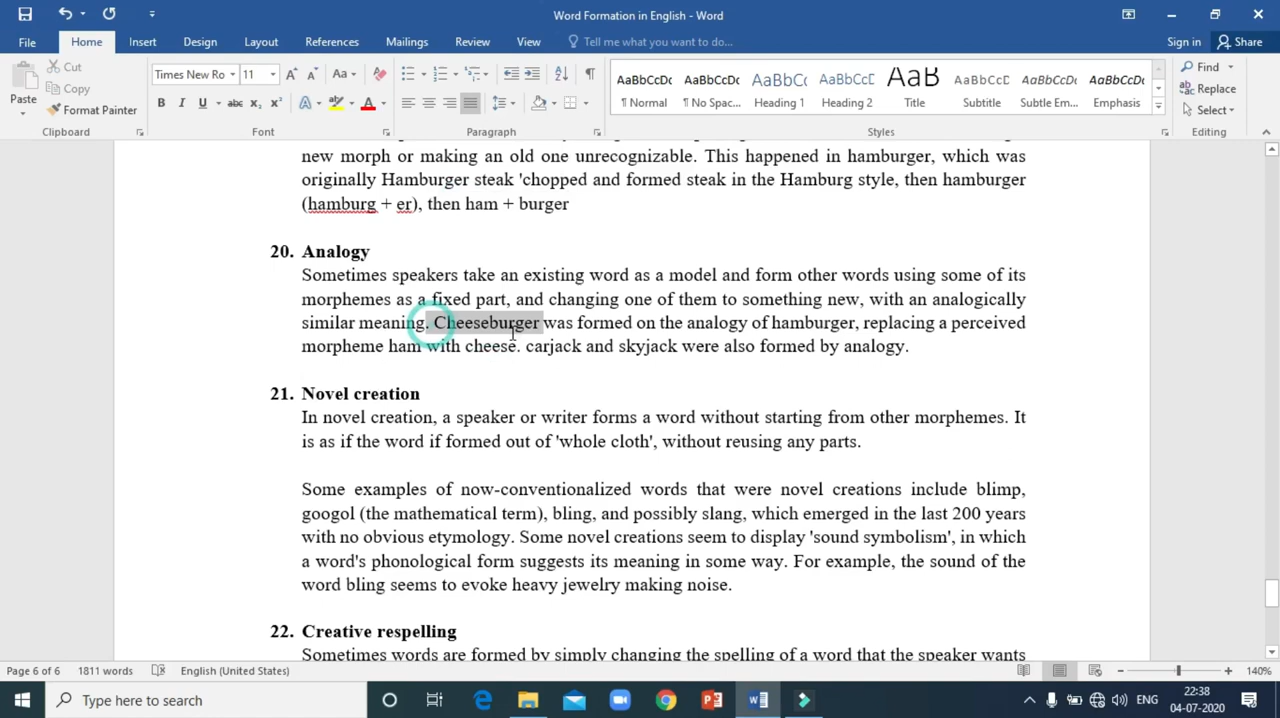 Word Formation in English - Word
File Home Insert Design Layout References Mailings Review View Tell me what you want to do... Sign in Share
Cut
Copy
Format Painter
Paste
Clipboard
Times New Ro 11
Font
Paragraph
AaBbCcDc AaBbCcDc AaBbCc AaBbCcD AaB AaBbCcD AaBbCcDc AaBbCcDc
¶ Normal ¶ No Spac... Heading 1 Heading 2 Title Subtitle Subtle Em... Emphasis
Styles
Find
Replace
Select
Editing
new morph or making an old one unrecognizable. This happened in hamburger, which was
originally Hamburger steak 'chopped and formed steak in the Hamburg style, then hamburger
(hamburg + er), then ham + burger
20. Analogy
Sometimes speakers take an existing word as a model and form other words using some of its
morphemes as a fixed part, and changing one of them to something new, with an analogically
similar meaning. Cheeseburger was formed on the analogy of hamburger, replacing a perceived
morpheme ham with cheese. carjack and skyjack were also formed by analogy.
21. Novel creation
In novel creation, a speaker or writer forms a word without starting from other morphemes. It
is as if the word if formed out of 'whole cloth', without reusing any parts.
Some examples of now-conventionalized words that were novel creations include blimp,
googol (the mathematical term), bling, and possibly slang, which emerged in the last 200 years
with no obvious etymology. Some novel creations seem to display 'sound symbolism', in which
a word's phonological form suggests its meaning in some way. For example, the sound of the
word bling seems to evoke heavy jewelry making noise.
22. Creative respelling
Sometimes words are formed by simply changing the spelling of a word that the speaker wants
Page 6 of 6 1811 words English (United States) 140%
Type here to search
ENG
22:38
04-07-2020